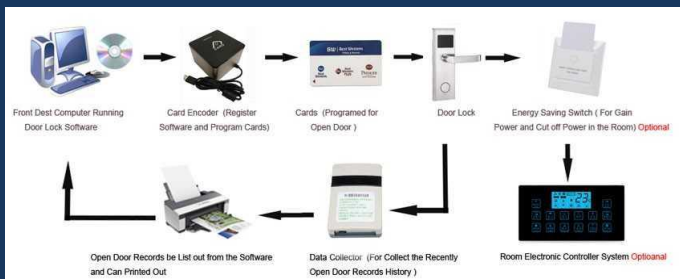 Front Dest Computer Running
Door Lock Software
Card Encoder (Register
Software and Program Cards)
Cards (Programed for
Open Door )
Door Lock
Energy Saving Switch ( For Gain
Power and Cut off Power in the Room) Optional
Open Door Records be List out from the Software
and Can Printed Out
Data Collector (For Collect the Recently
Open Door Records History )
Room Electronic Controller System Optioanal